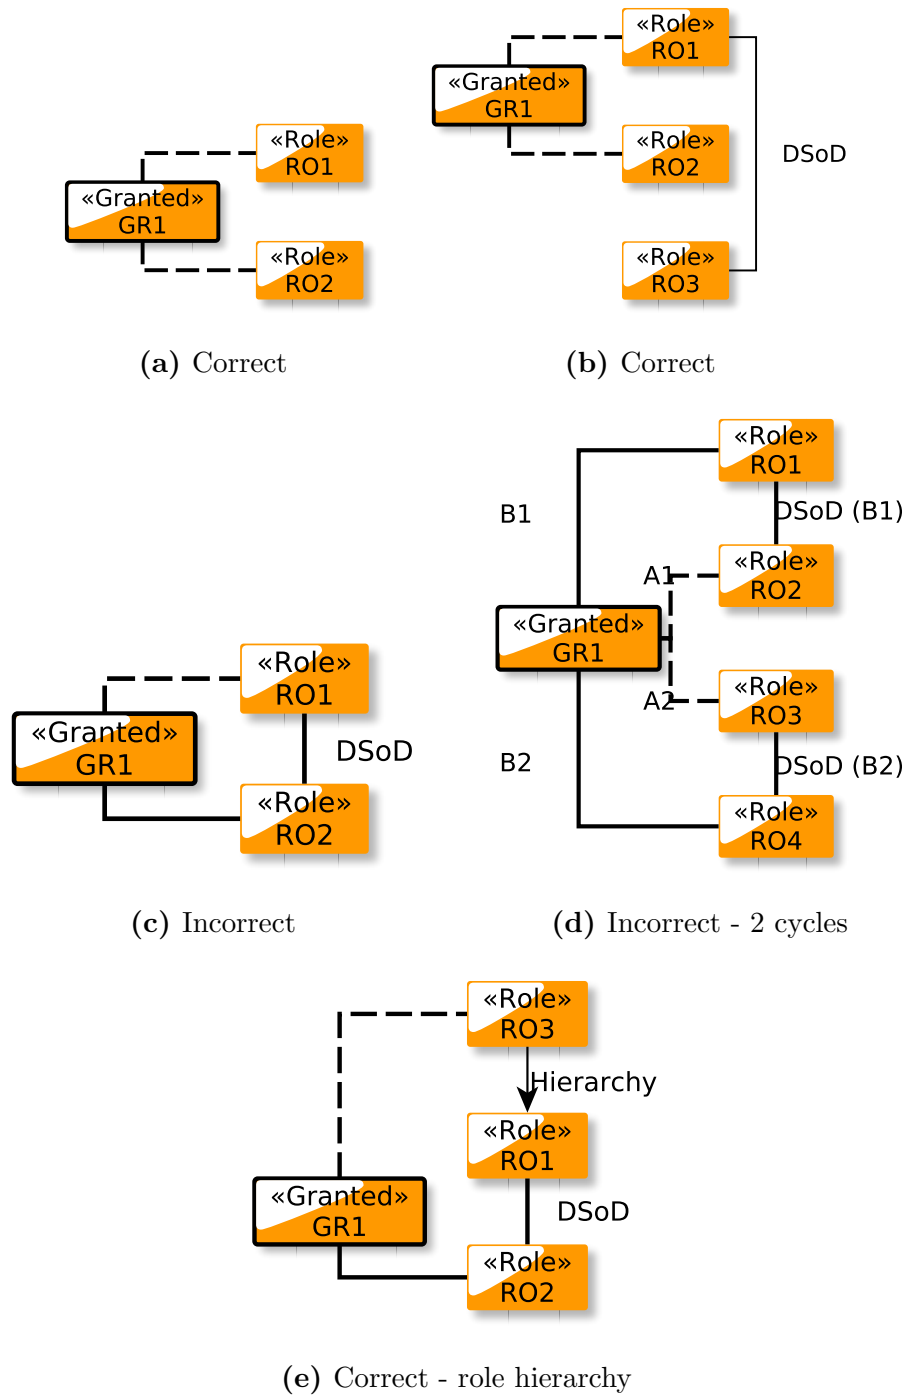 «Role»
RO1
«Granted»
GR1
«Role»
RO2
(a) Correct
«Role»
RO1
«Granted»
GR1
«Role»
RO2
DSoD
«Role»
RO3
(b) Correct
«Role»
RO1
«Granted»
GR1
DSoD
«Role»
RO2
(c) Incorrect
«Role»
RO1
B1
DSoD (B1)
A1
«Role»
RO2
«Granted»
GR1
A2
«Role»
RO3
B2
DSoD (B2)
«Role»
RO4
(d) Incorrect - 2 cycles
«Role»
RO3
Hierarchy
«Role»
RO1
«Granted»
GR1
DSoD
«Role»
RO2
(e) Correct - role hierarchy